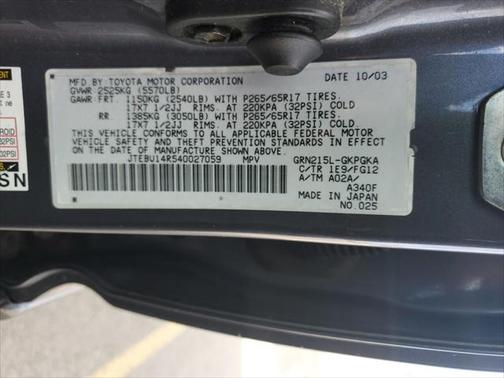 MFD BY TOYOTA MOTOR CORPORATION DATE 10/03
GVWR 2525KG (5570LB)
GAWR FRT. 1150KG (2540LB) WITH P265/65R17 TIRES.
17X7 1/2JJ RIMS, AT 220KPA (32PSI) COLD
RR. 1385KG (3050LB) WITH P265/65R17 TIRES.
17X7 1/2JJ RIMS, AT 220KPA (32PSI) COLD
THIS VEHICLE CONFORMS TO ALL APPLICABLE FEDERAL MOTOR
VEHICLE SAFETY, BUMPER, AND THEFT
PREVENTION STANDARDS IN EFFECT ON THE
DATE OF MANUFACTURE SHOWN ABOVE.
JTEBU14R540027059 MPV GRN215L-GKPGKA
C/TR 1E9/FG12
A/TM A02A/
A340F
MADE IN JAPAN
NO.025
E 3
32PSI
S N